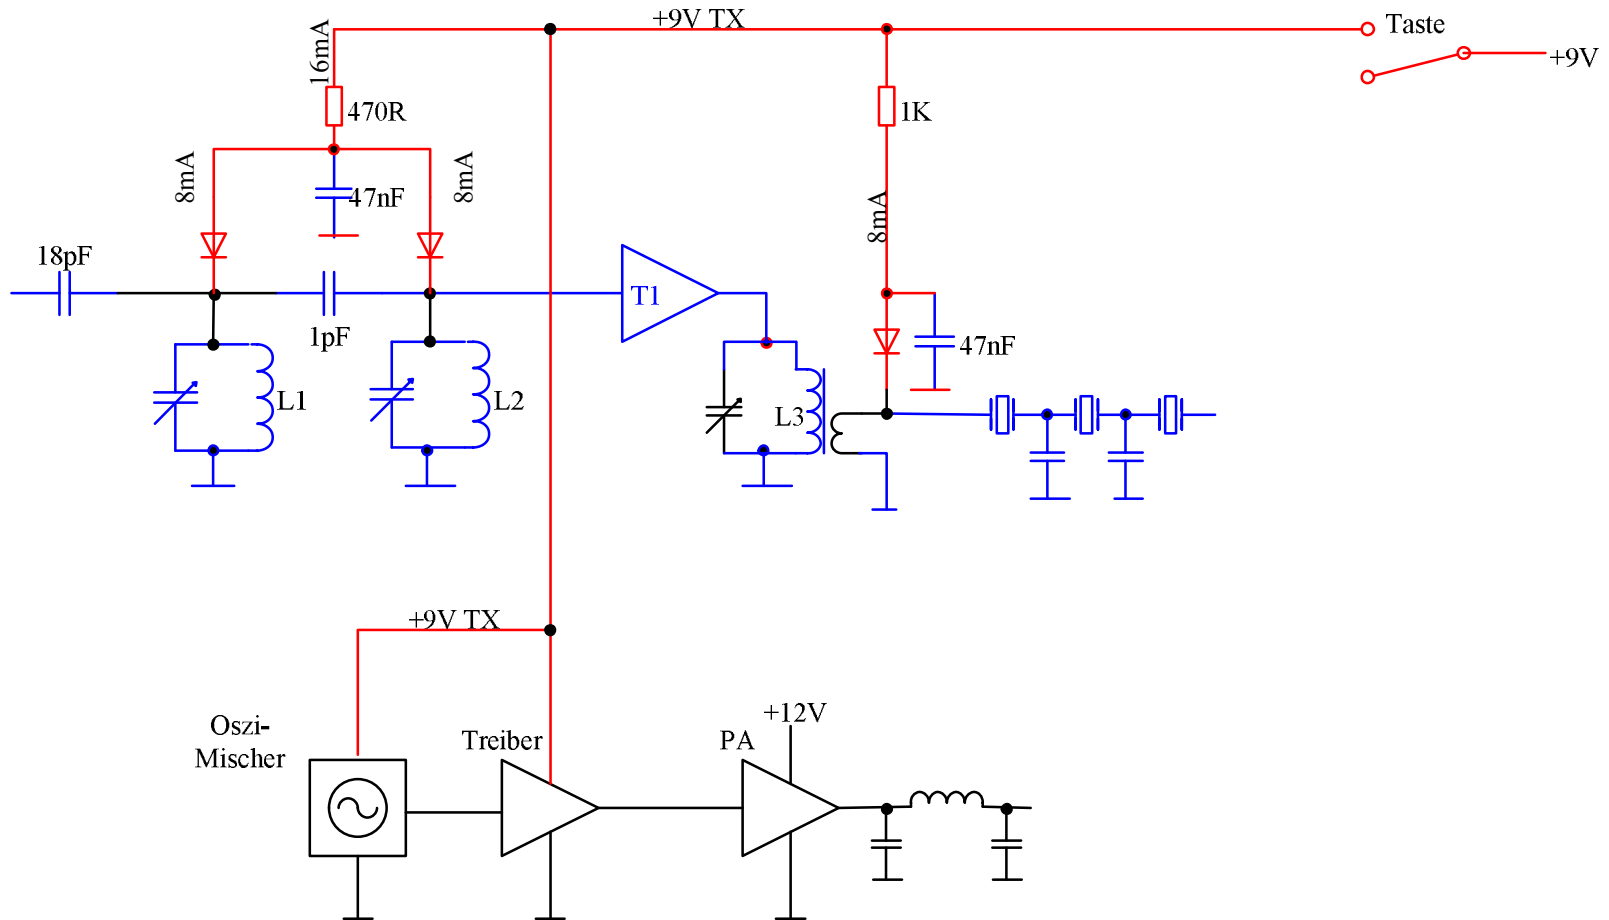 +9V TX
Taste
+9V
16mA
470R
1K
8mA
47nF
8mA
8mA
18pF
1pF
T1
47nF
L1
L2
L3
+9V TX
Oszi-
Mischer
Treiber
PA
+12V